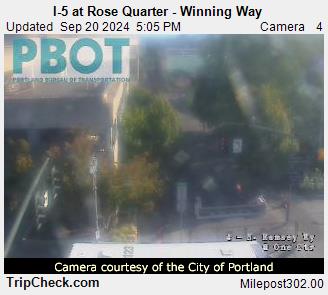 I-5 at Rose Quarter - Winning Way
Updated Sep 20 2024 5:05 PM Camera 4
PBOT
PORTLAND BUREAU OF TRANSPORTATION
Camera courtesy of the City of Portland
TripCheck.com Milepost302.00